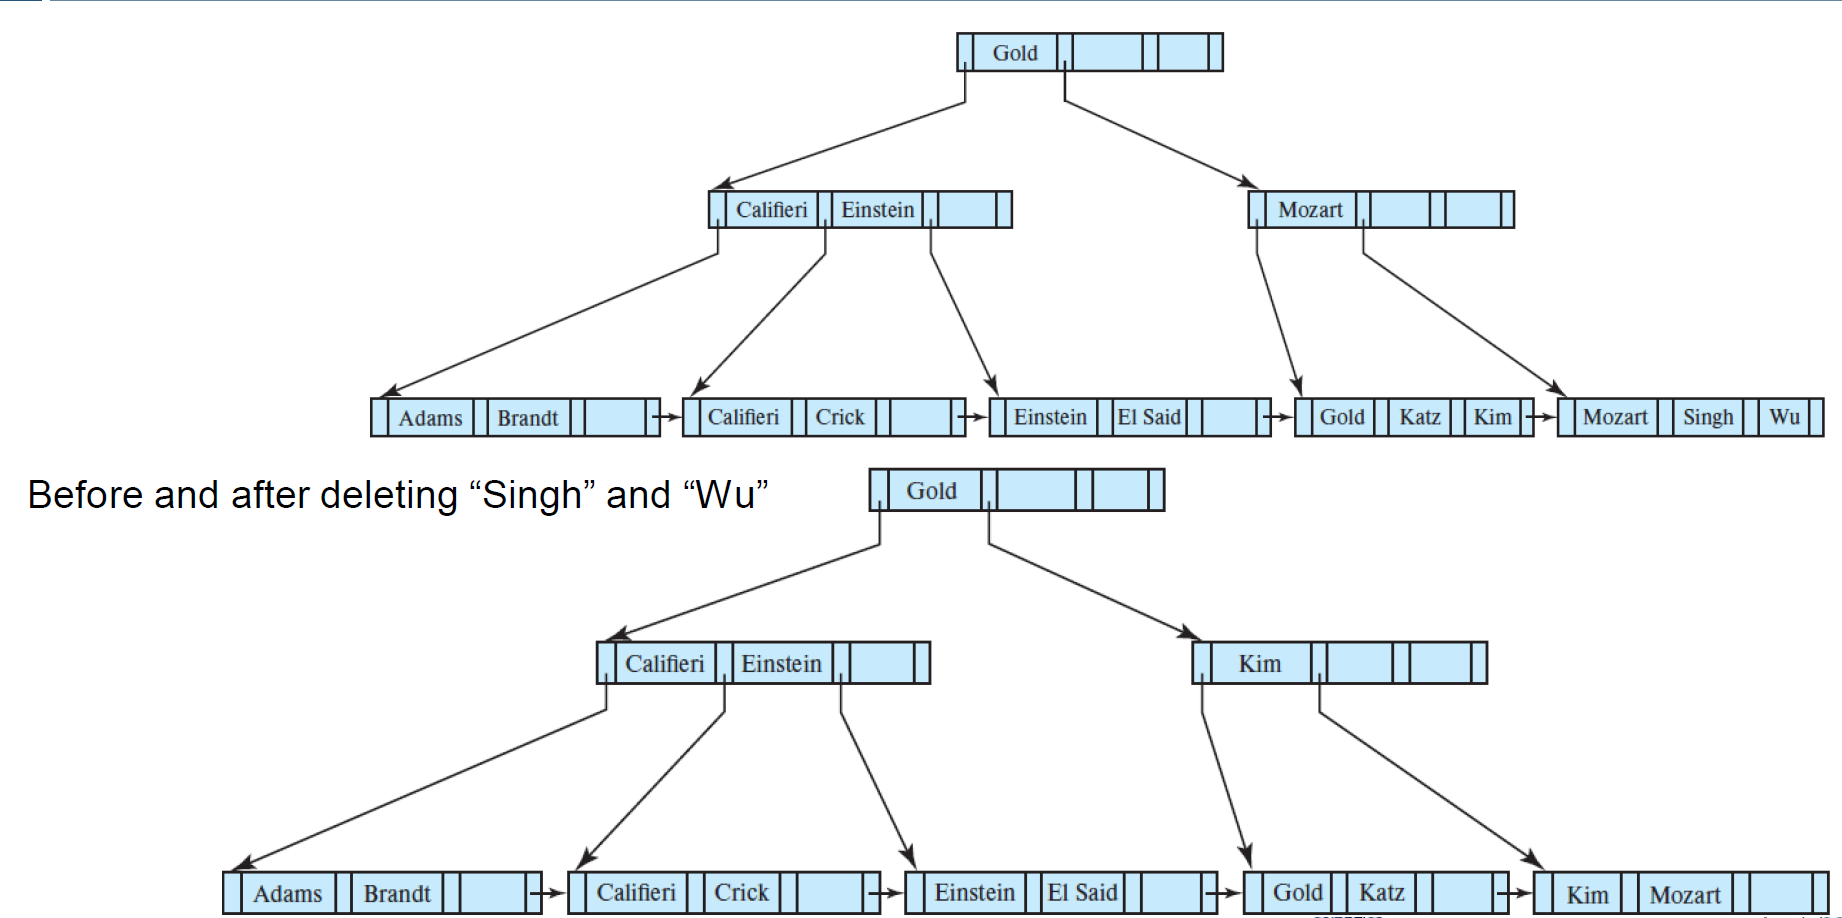 Gold
Califieri Einstein
Mozart
Adams Brandt
Califieri Crick
Einstein El Said
Gold Katz Kim
Mozart Singh Wu
Before and after deleting “Singh” and “Wu”
Gold
Califieri Einstein
Kim
Adams Brandt
Califieri Crick
Einstein El Said
Gold Katz
Kim Mozart